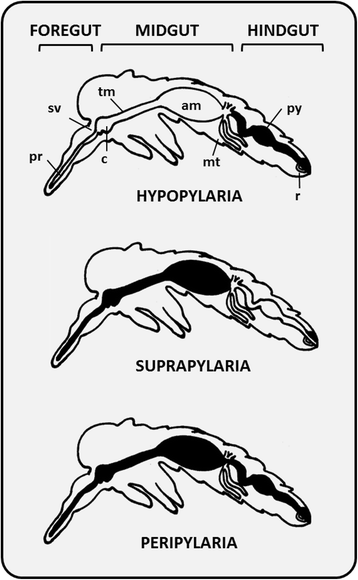 FOREGUT MIDGUT HINDGUT
tm
sv am py
pr
c mt
r
HYPOPYLARIA
SUPRAPYLARIA
PERIPYLARIA